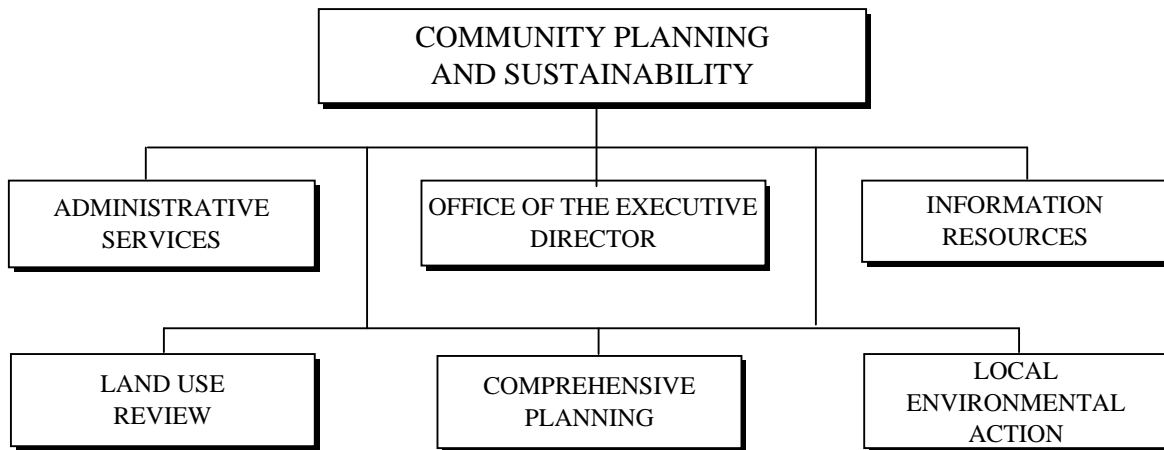 COMMUNITY PLANNING
AND SUSTAINABILITY
ADMINISTRATIVE
SERVICES
OFFICE OF THE EXECUTIVE
DIRECTOR
INFORMATION
RESOURCES
LAND USE
REVIEW
COMPREHENSIVE
PLANNING
LOCAL
ENVIRONMENTAL
ACTION